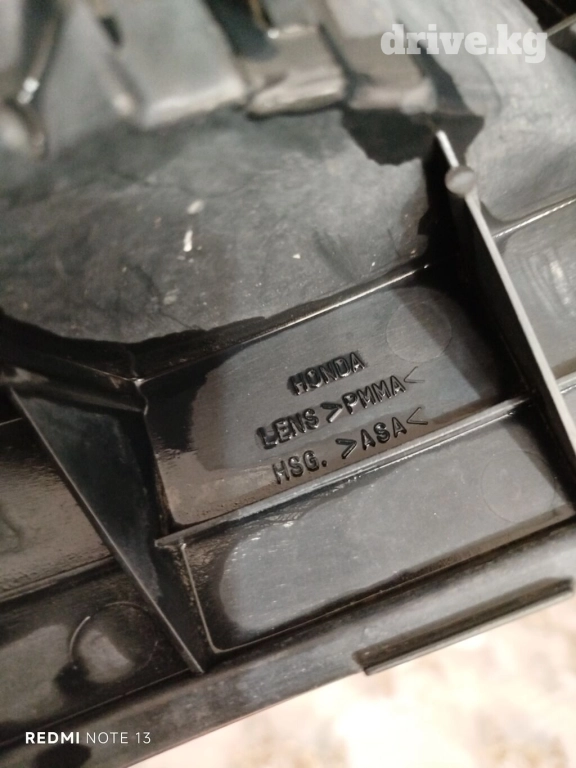 drive.kg
HONDA
LENS >PMMA<
HSG. >ASA<
REDMI NOTE 13